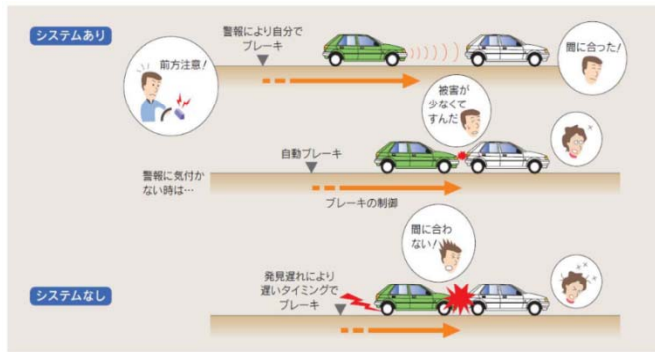 システムあり
警報により自分で
ブレーキ
前方注意！
間に合った！
被害が
少なくて
すんだ
自動ブレーキ
警報に気付か
ない時は…
ブレーキの制御
間に合わ
ない！
システムなし
発見遅れにより
遅いタイミングで
ブレーキ